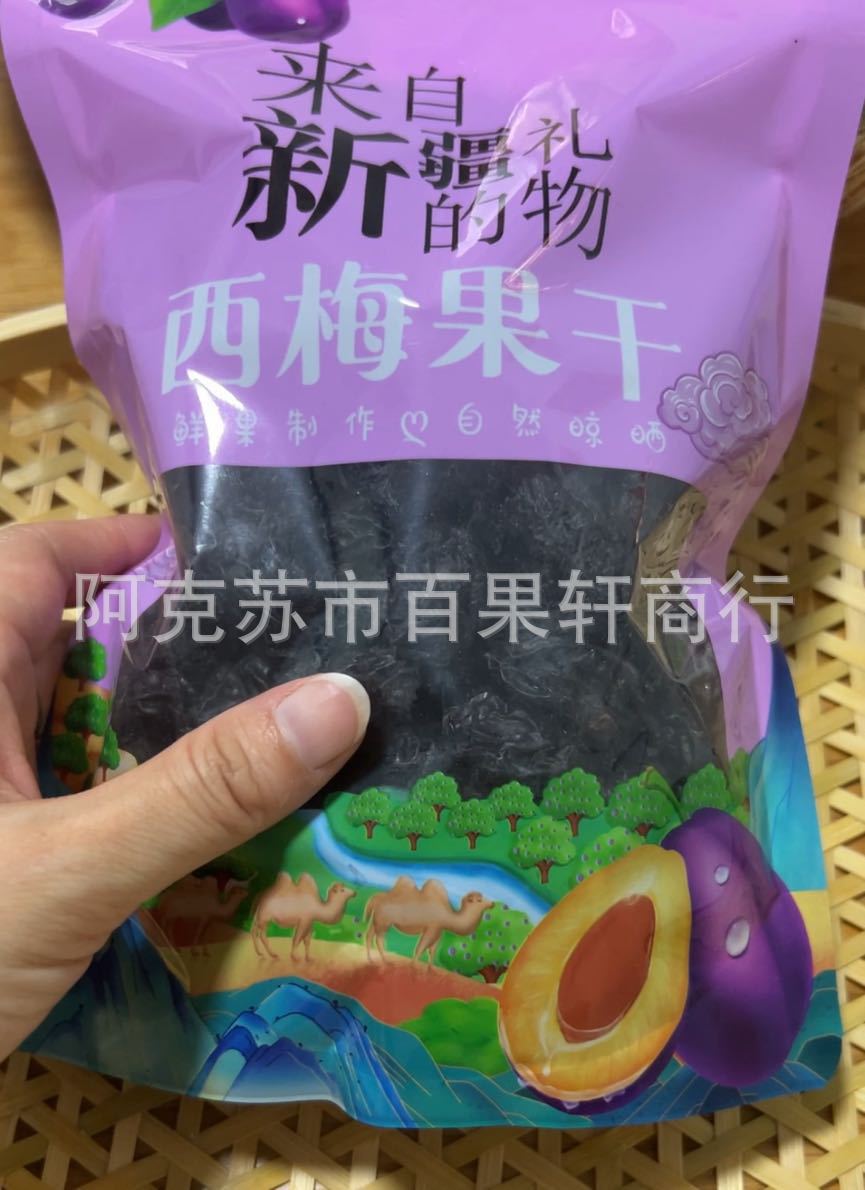 来自
新疆的礼物
西梅果干
鲜果制作 自然晾晒
阿克苏市百果轩商行